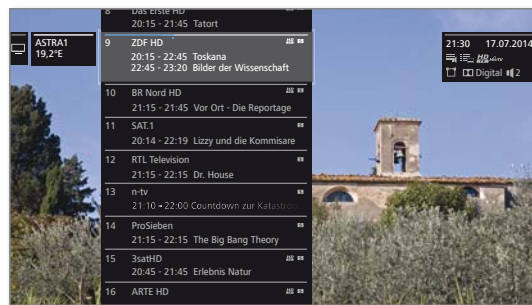 8 Das Erste HD
20:15 - 21:45 Tatort
ASTRA1
19,2°E
9 ZDF HD
20:15 - 22:45 Toskana
22:45 - 23:20 Bilder der Wissenschaft
10 BR Nord HD
21:15 - 21:45 Vor Ort - Die Reportage
11 SAT.1
20:14 - 22:19 Lizzy und die Kommisare
12 RTL Television
21:15 - 22:15 Dr. House
13 n-tv
21:10 - 22:00 Countdown zur Katastro
14 ProSieben
21:15 - 22:15 The Big Bang Theory
15 3satHD
20:45 - 21:45 Erlebnis Natur
16 ARTE HD
21:30 17.07.2014
Digital 2